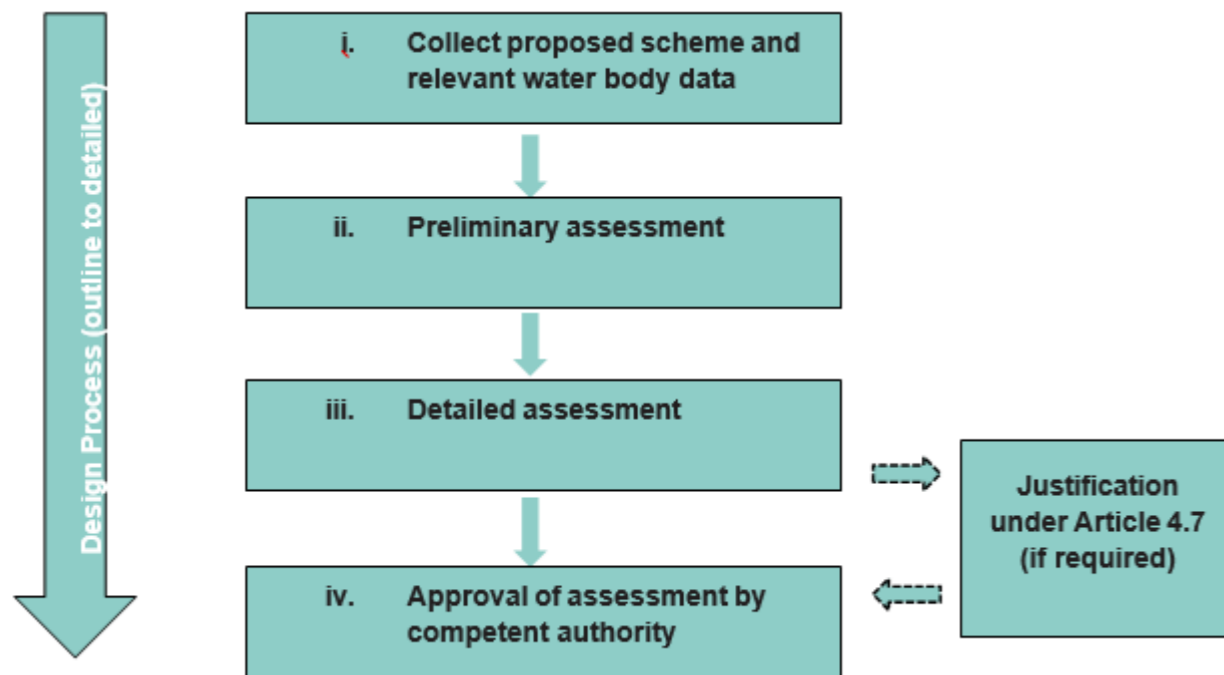 Design Process (outline to detailed)
i. Collect proposed scheme and
relevant water body data
ii. Preliminary assessment
iii. Detailed assessment
Justification
under Article 4.7
(if required)
iv. Approval of assessment by
competent authority